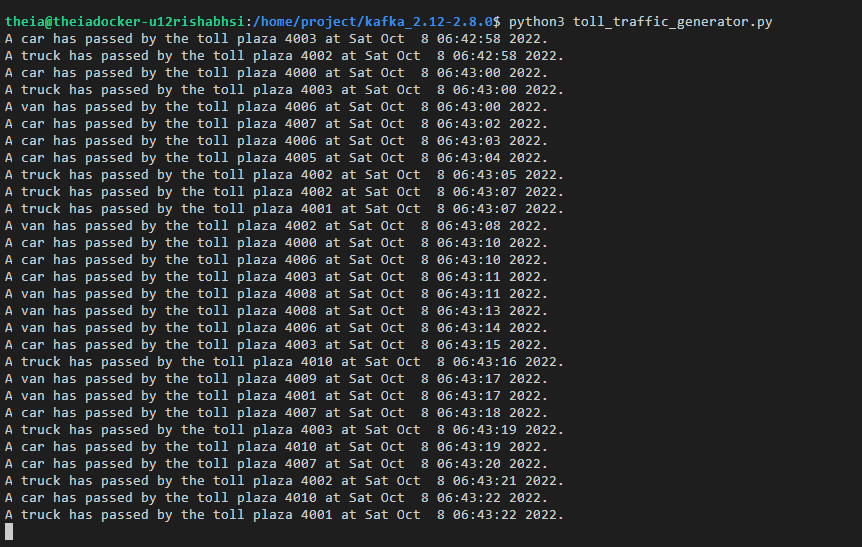 theia@theiadocker-u12rishabhsi:/home/project/kafka_2.12-2.8.0$ python3 toll_traffic_generator.py
A car has passed by the toll plaza 4003 at Sat Oct  8 06:42:58 2022.
A truck has passed by the toll plaza 4002 at Sat Oct  8 06:42:58 2022.
A car has passed by the toll plaza 4000 at Sat Oct  8 06:43:00 2022.
A truck has passed by the toll plaza 4003 at Sat Oct  8 06:43:00 2022.
A van has passed by the toll plaza 4006 at Sat Oct  8 06:43:00 2022.
A car has passed by the toll plaza 4007 at Sat Oct  8 06:43:02 2022.
A car has passed by the toll plaza 4006 at Sat Oct  8 06:43:03 2022.
A car has passed by the toll plaza 4005 at Sat Oct  8 06:43:04 2022.
A truck has passed by the toll plaza 4002 at Sat Oct  8 06:43:05 2022.
A truck has passed by the toll plaza 4002 at Sat Oct  8 06:43:07 2022.
A truck has passed by the toll plaza 4001 at Sat Oct  8 06:43:07 2022.
A van has passed by the toll plaza 4002 at Sat Oct  8 06:43:08 2022.
A car has passed by the toll plaza 4000 at Sat Oct  8 06:43:10 2022.
A car has passed by the toll plaza 4006 at Sat Oct  8 06:43:10 2022.
A car has passed by the toll plaza 4003 at Sat Oct  8 06:43:11 2022.
A van has passed by the toll plaza 4008 at Sat Oct  8 06:43:11 2022.
A van has passed by the toll plaza 4008 at Sat Oct  8 06:43:13 2022.
A van has passed by the toll plaza 4006 at Sat Oct  8 06:43:14 2022.
A car has passed by the toll plaza 4003 at Sat Oct  8 06:43:15 2022.
A truck has passed by the toll plaza 4010 at Sat Oct  8 06:43:16 2022.
A van has passed by the toll plaza 4009 at Sat Oct  8 06:43:17 2022.
A van has passed by the toll plaza 4001 at Sat Oct  8 06:43:17 2022.
A car has passed by the toll plaza 4007 at Sat Oct  8 06:43:18 2022.
A truck has passed by the toll plaza 4003 at Sat Oct  8 06:43:19 2022.
A car has passed by the toll plaza 4010 at Sat Oct  8 06:43:19 2022.
A car has passed by the toll plaza 4007 at Sat Oct  8 06:43:20 2022.
A truck has passed by the toll plaza 4002 at Sat Oct  8 06:43:21 2022.
A car has passed by the toll plaza 4010 at Sat Oct  8 06:43:22 2022.
A truck has passed by the toll plaza 4001 at Sat Oct  8 06:43:22 2022.